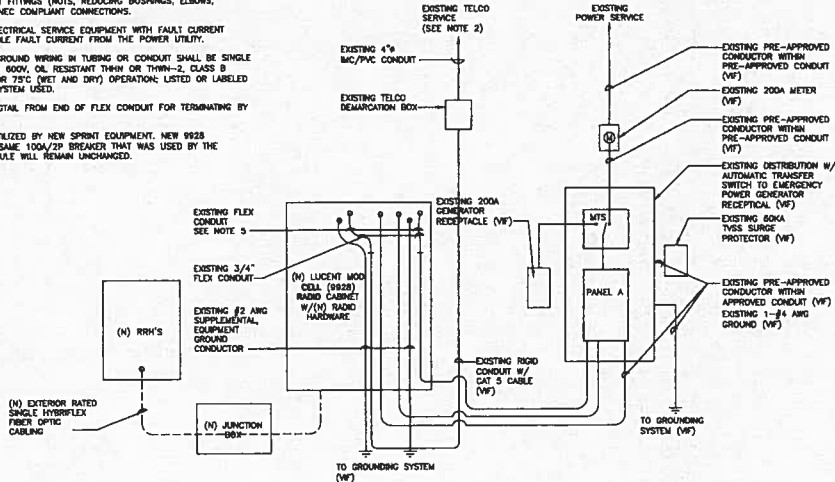 FITTINGS (NUTS, REDUCING BUSHINGS, ELBOWS,
NEC COMPLIANT CONNECTIONS.
ECTRICAL SERVICE EQUIPMENT WITH FAULT CURRENT
LE FAULT CURRENT FROM THE POWER UTILITY.
GROUND WIRING IN TUBING OR CONDUIT SHALL BE SINGLE
600V, OIL RESISTANT THHN OR THWN-2, CLASS B
OR 75°C (WET AND DRY) OPERATION; LISTED OR LABELED
YSTEM USED.
GTAIL FROM END OF FLEX CONDUIT FOR TERMINATING BY
ILIZED BY NEW SPRINT EQUIPMENT. NEW 9928
SAME 100A/2P BREAKER THAT WAS USED BY THE
ULE WILL REMAIN UNCHANGED.
EXISTING TELCO
SERVICE
(SEE NOTE 2)
EXISTING
POWER SERVICE
EXISTING 4"ø
IMC/PVC CONDUIT
EXISTING TELCO
DEMARCATION BOX
EXISTING PRE-APPROVED
CONDUCTOR WITHIN
PRE-APPROVED CONDUIT
(VIF)
EXISTING 200A METER
(VIF)
M
EXISTING PRE-APPROVED
CONDUCTOR WITHIN
PRE-APPROVED CONDUIT
(VIF)
EXISTING DISTRIBUTION W/
AUTOMATIC TRANSFER
SWITCH TO EMERGENCY
POWER GENERATOR
RECEPTICAL (VIF)
EXISTING FLEX
CONDUIT
SEE NOTE 5
EXISTING 200A
GENERATOR
RECEPTACLE (VIF)
MTS
EXISTING 60KA
TVSS SURGE
PROTECTOR (VIF)
EXISTING 3/4"
FLEX CONDUIT
(N) LUCENT MOD
CELL (9928)
RADIO CABINET
W/(N) RADIO
HARDWARE
PANEL A
EXISTING PRE-APPROVED
CONDUCTOR WITHIN
APPROVED CONDUIT (VIF)
EXISTING 1-#4 AWG
GROUND (VIF)
EXISTING #2 AWG
SUPPLEMENTAL,
EQUIPMENT
GROUND
CONDUCTOR
(N) RRH'S
EXISTING RIGID
CONDUIT W/
CAT 5 CABLE
(VIF)
(N) EXTERIOR RATED
SINGLE HYBRIFLEX
FIBER OPTIC
CABLING
(N) JUNCTION
BOX
TO GROUNDING
SYSTEM (VIF)
TO GROUNDING SYSTEM
(VIF)